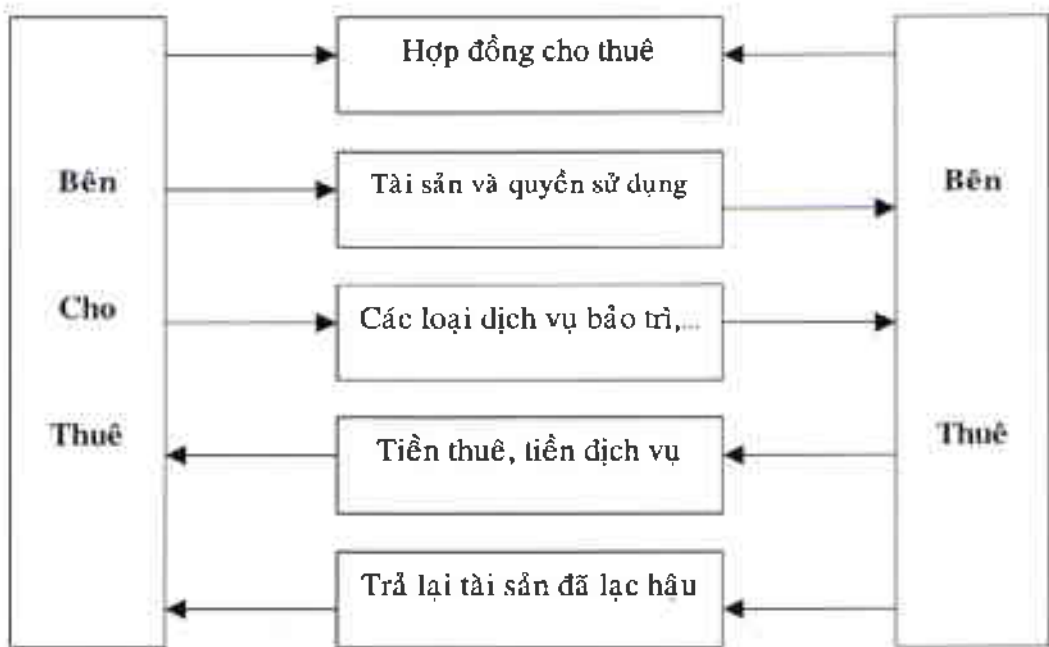 Hợp đồng cho thuê
Bên
Tài sản và quyền sử dụng
Bên
Cho
Các loại dịch vụ bảo trì,...
Thuê
Tiền thuê, tiền dịch vụ
Thuê
Trả lại tài sản đã lạc hậu